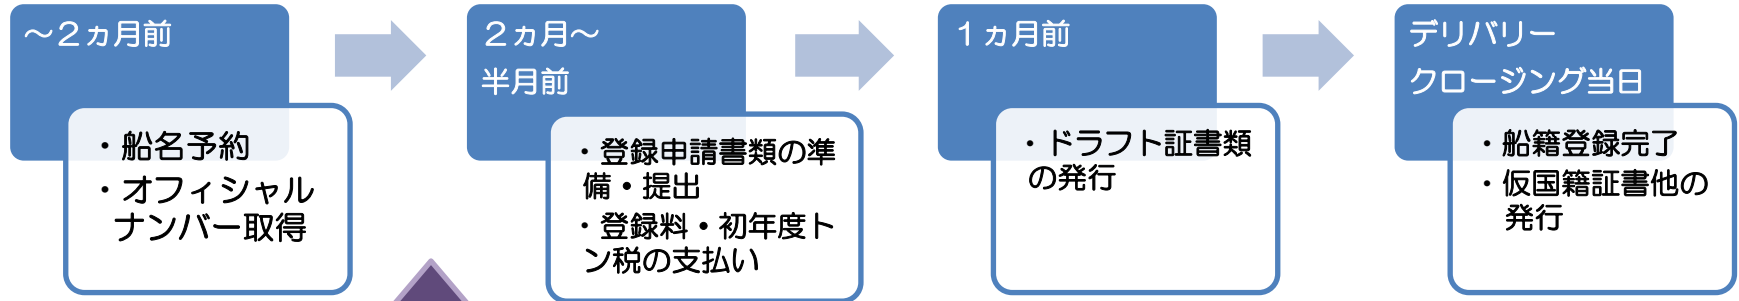 ～２ヵ月前
・船名予約
・オフィシャル
ナンバー取得
２ヵ月～
半月前
・登録申請書類の準
備・提出
・登録料・初年度ト
ン税の支払い
１ヵ月前
・ドラフト証書類
の発行
デリバリー
クロージング当日
・船籍登録完了
・仮国籍証書他の
発行